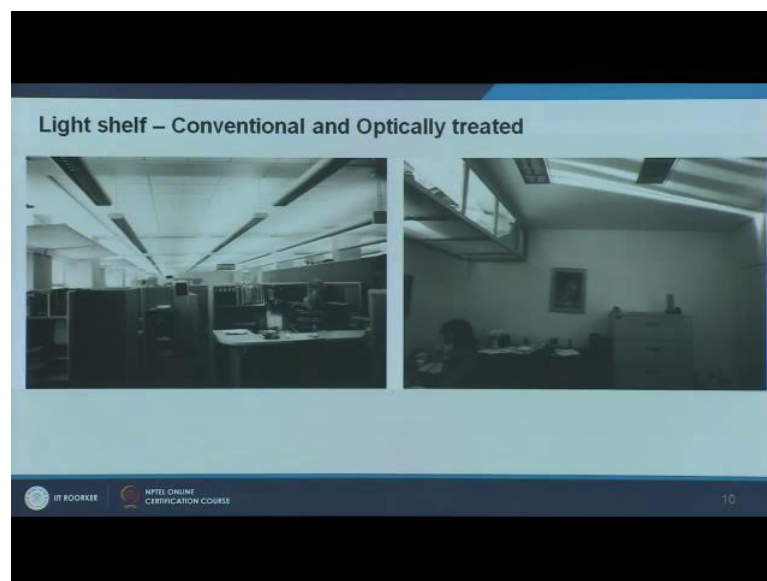 Light shelf – Conventional and Optically treated
IIT ROORKEE
NPTEL ONLINE
CERTIFICATION COURSE
10